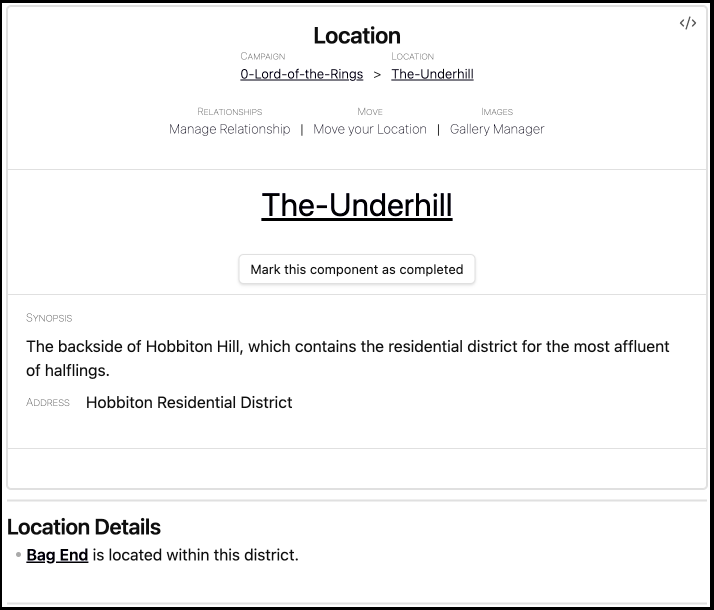 </>
Location
CAMPAIGN LOCATION
0-Lord-of-the-Rings > The-Underhill
RELATIONSHIPS MOVE IMAGES
Manage Relationship | Move your Location | Gallery Manager
The-Underhill
Mark this component as completed
SYNOPSIS
The backside of Hobbiton Hill, which contains the residential district for the most affluent
of halflings.
ADDRESS Hobbiton Residential District
Location Details
• Bag End is located within this district.